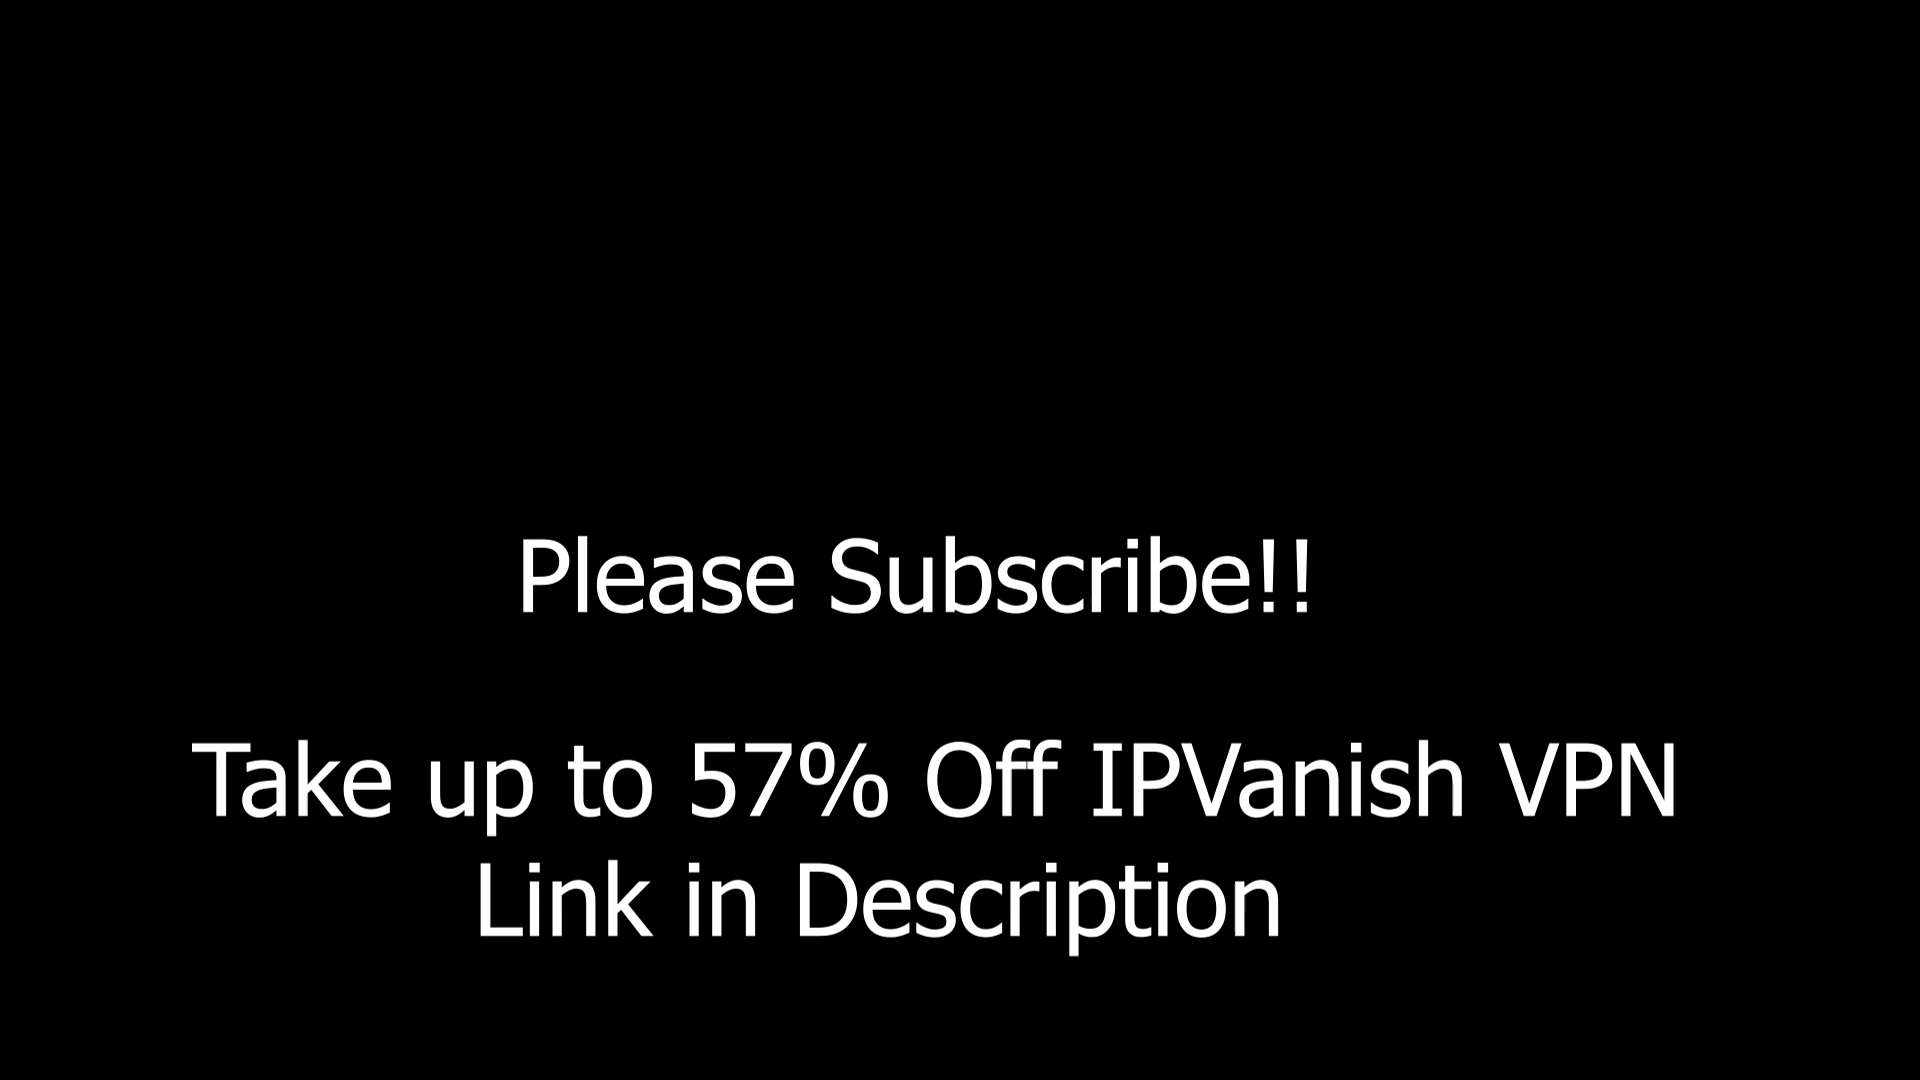 Please Subscribe!!
Take up to 57% Off IPVanish VPN
Link in Description